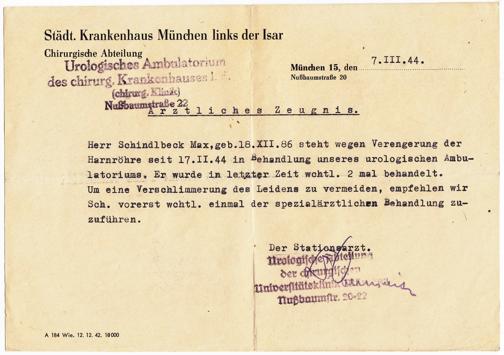 Städt. Krankenhaus München links der Isar
Chirurgische Abteilung
Urologisches Ambulatorium
des chirurg. Krankenhauses l. I.
(chirurg. Klinik)
Nußbaumstraße 22
München 15, den 7.III.44.
Nußbaumstraße 20
Ärztliches Zeugnis.
Herr Schindlbeck Max,geb.18.XII.86 steht wegen Verengerung der
Harnröhre seit 17.II.44 in Behandlung unseres urologischen Ambu-
latoriums. Er wurde in letzter Zeit wchtl. 2 mal behandelt.
Um eine Verschlimmerung des Leidens zu vermeiden, empfehlen wir
Sch. vorerst wchtl. einmal der spezialärztlichen Behandlung zu-
zuführen.
Der Stationsarzt.
Urologische Abteilung
der chirurgischen
Universitätsklinik
Nußbaumstr. 20-22
A 184 Wie. 12. 12. 42. 10000